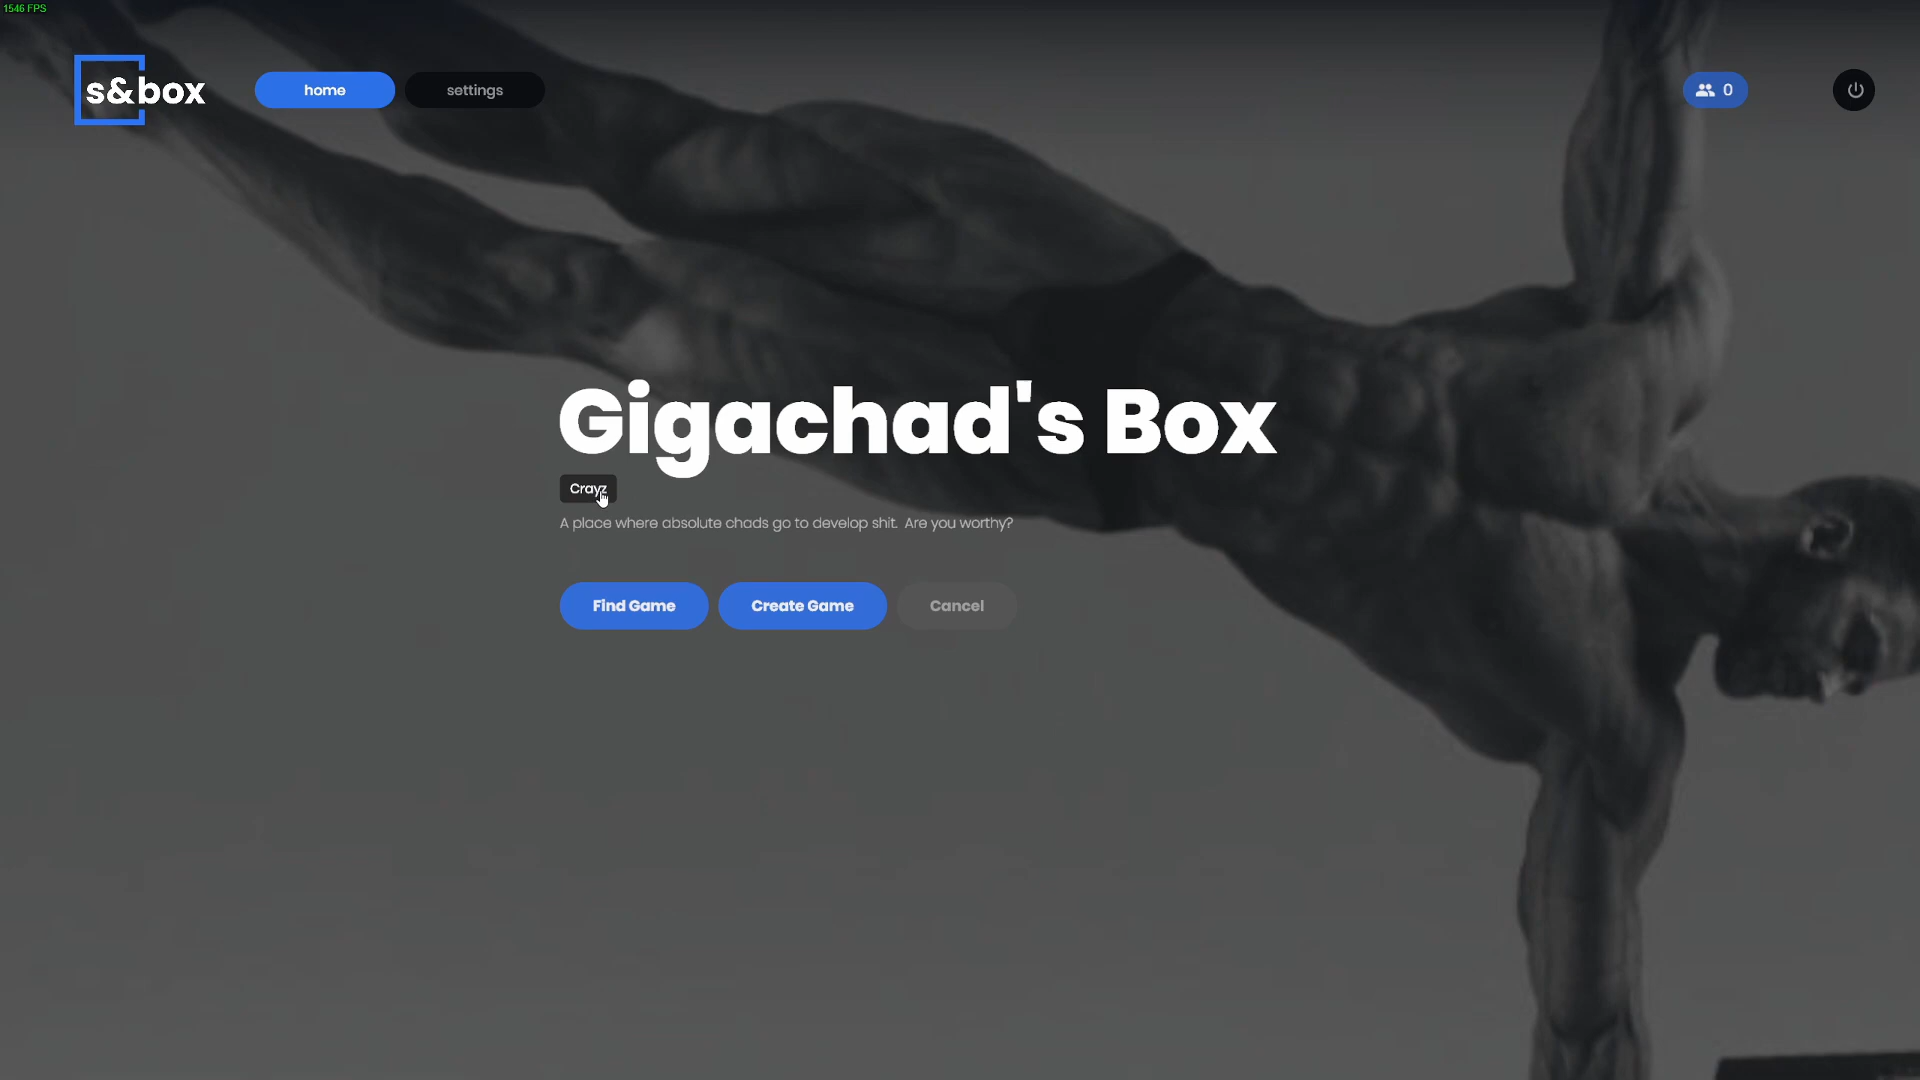 1546 FPS
s&box
home
settings
0
Gigachad's Box
Crayz
A place where absolute chads go to develop shit. Are you worthy?
Find Game
Create Game
Cancel